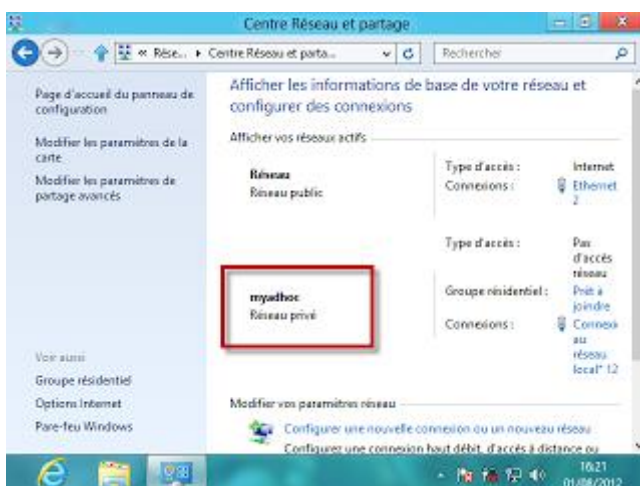 Centre Réseau et partage
« Rése... ▸ Centre Réseau et parta...
Rechercher
Page d'accueil du panneau de
configuration
Modifier les paramètres de la
carte
Modifier les paramètres de
partage avancés
Afficher les informations de base de votre réseau et
configurer des connexions
Afficher vos réseaux actifs
Réseau
Réseau public
Type d'accès : Internet
Connexions : Ethernet
2
myadhoc
Réseau privé
Type d'accès : Pas
d'accès
réseau
Groupe résidentiel : Prêt à
joindre
Connexions : Connexi
au
réseau
local* 12
Voir aussi
Groupe résidentiel
Options Internet
Pare-feu Windows
Modifier vos paramètres réseau
Configurer une nouvelle connexion ou un nouveau réseau
Configurez une connexion haut débit, d'accès à distance ou
16:21
01/08/2012